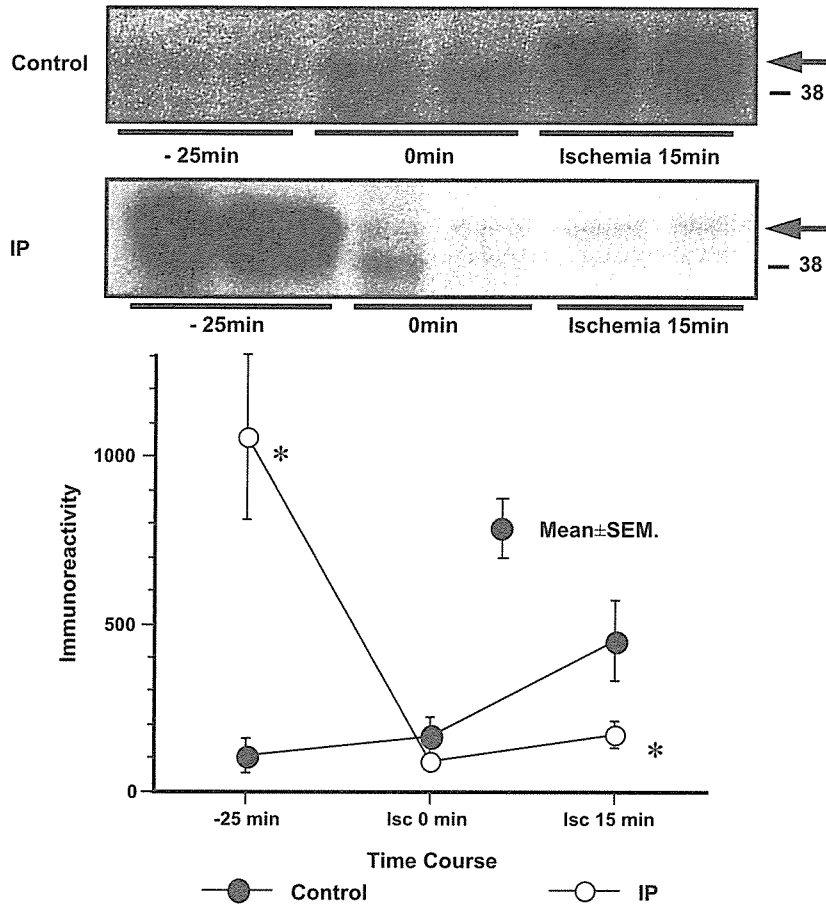 Control
38
- 25min 0min Ischemia 15min
IP
38
- 25min 0min Ischemia 15min
1000
500
0
Immunoreactivity
*
Mean±SEM.
*
-25 min Isc 0 min Isc 15 min
Time Course
Control IP